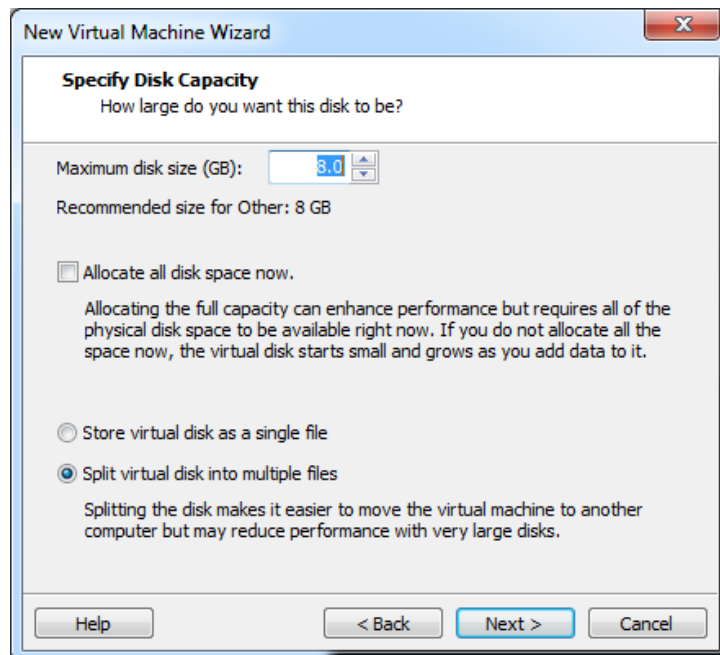 New Virtual Machine Wizard
Specify Disk Capacity
How large do you want this disk to be?
Maximum disk size (GB): 8.0
Recommended size for Other: 8 GB
Allocate all disk space now.
Allocating the full capacity can enhance performance but requires all of the
physical disk space to be available right now. If you do not allocate all the
space now, the virtual disk starts small and grows as you add data to it.
Store virtual disk as a single file
Split virtual disk into multiple files
Splitting the disk makes it easier to move the virtual machine to another
computer but may reduce performance with very large disks.
Help < Back Next > Cancel